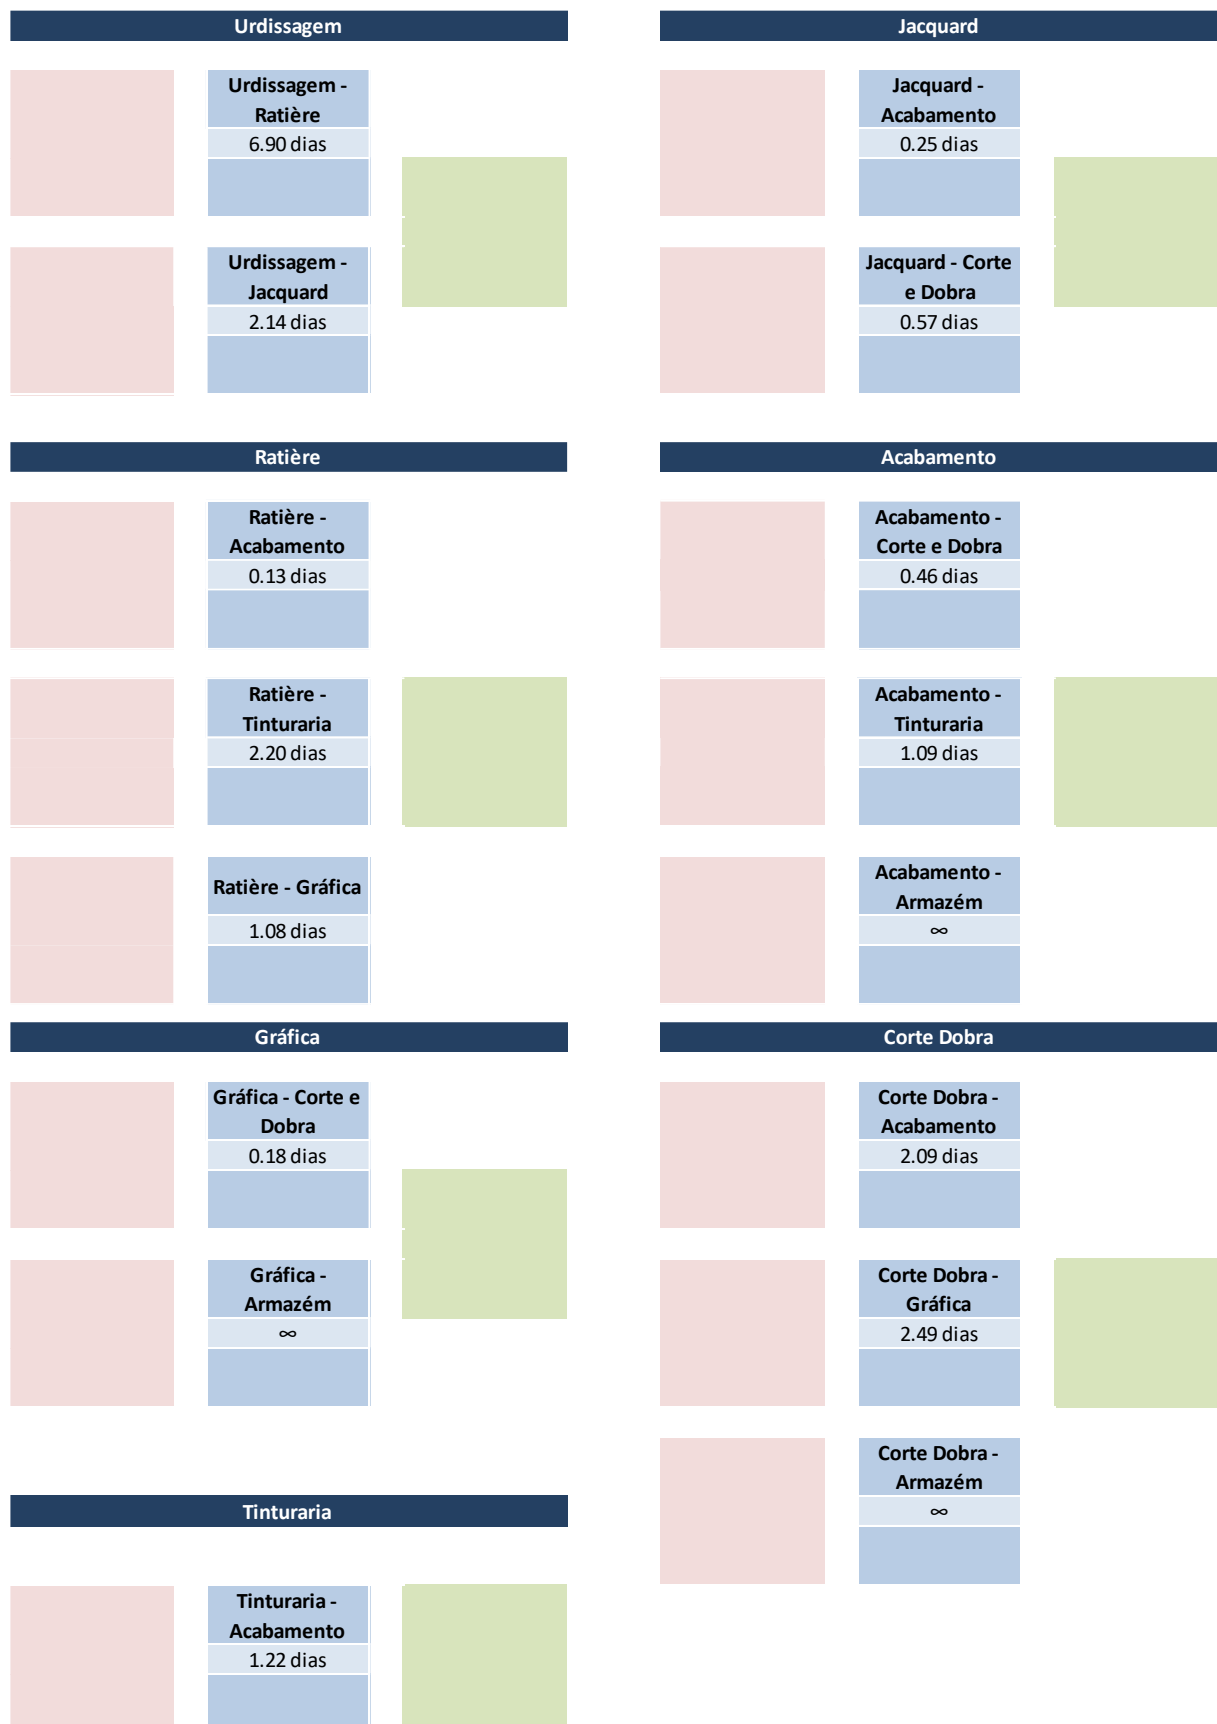 Urdissagem
Urdissagem -
Ratière
6.90 dias
Urdissagem -
Jacquard
2.14 dias
Jacquard
Jacquard -
Acabamento
0.25 dias
Jacquard - Corte
e Dobra
0.57 dias
Ratière
Ratière -
Acabamento
0.13 dias
Ratière -
Tinturaria
2.20 dias
Ratière - Gráfica
1.08 dias
Acabamento
Acabamento -
Corte e Dobra
0.46 dias
Acabamento -
Tinturaria
1.09 dias
Acabamento -
Armazém
∞
Gráfica
Gráfica - Corte e
Dobra
0.18 dias
Gráfica -
Armazém
∞
Corte Dobra
Corte Dobra -
Acabamento
2.09 dias
Corte Dobra -
Gráfica
2.49 dias
Corte Dobra -
Armazém
∞
Tinturaria
Tinturaria -
Acabamento
1.22 dias